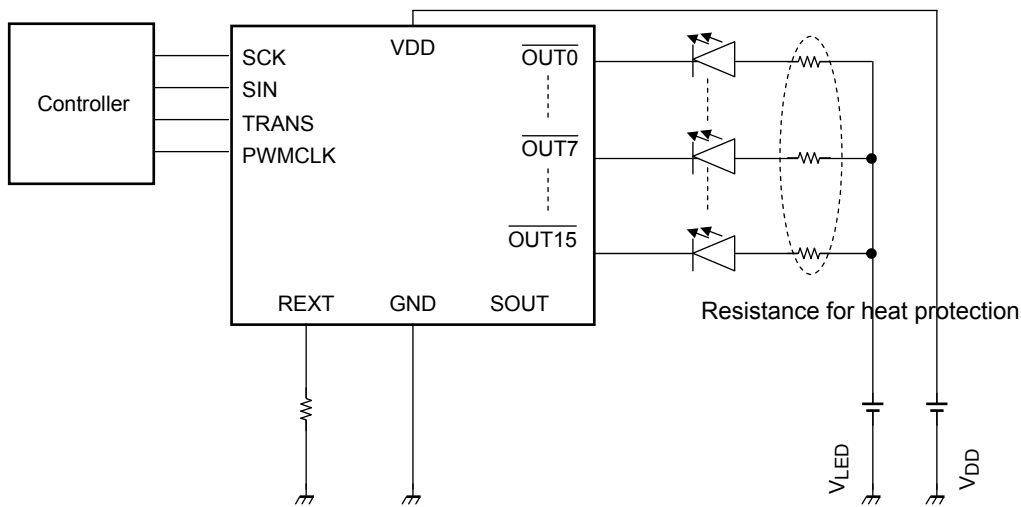 Controller
SCK
SIN
TRANS
PWMCLK
VDD
OUT0
OUT7
OUT15
REXT
GND
SOUT
Resistance for heat protection
VLED
VDD